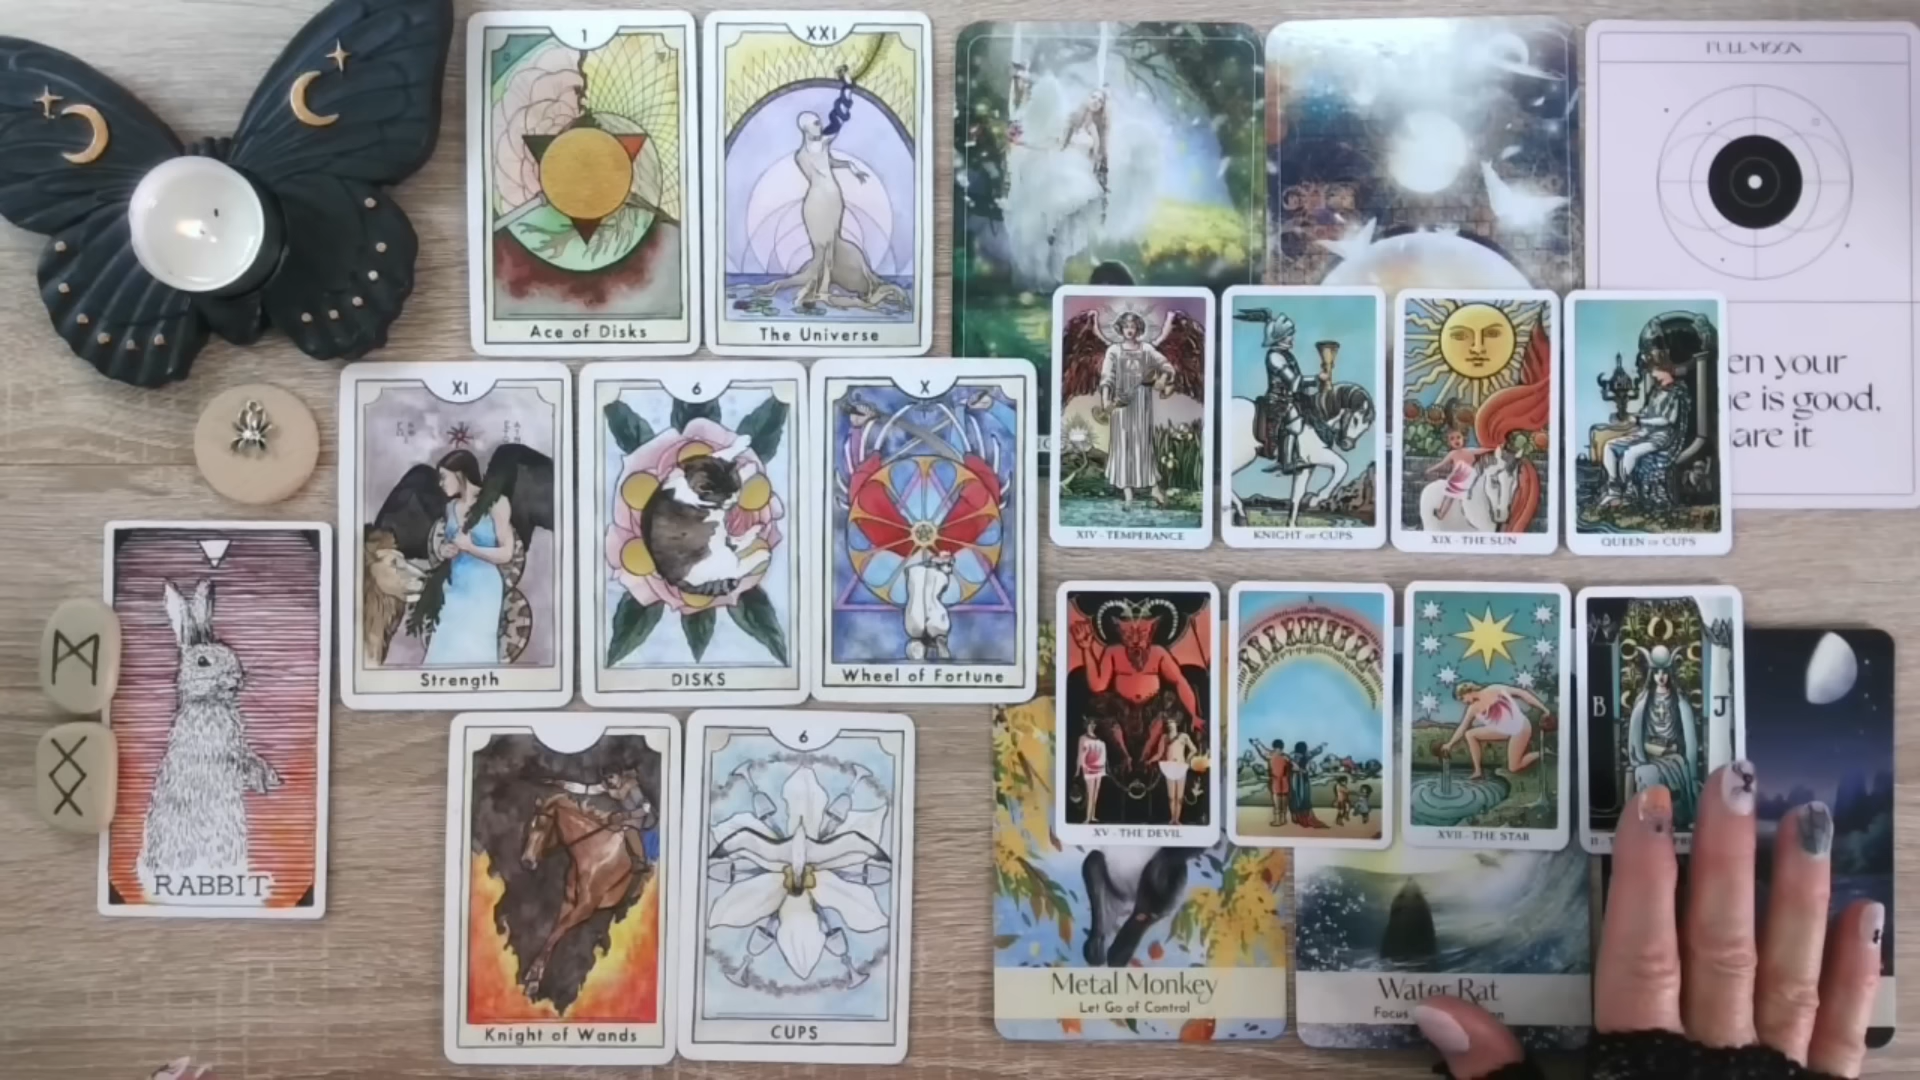 1
Ace of Disks
XXI
The Universe
FULL MOON
en your
e is good,
are it
XI
Strength
6
DISKS
X
Wheel of Fortune
XIV - TEMPERANCE
KNIGHT OF CUPS
XIX - THE SUN
QUEEN OF CUPS
RABBIT
Knight of Wands
6
CUPS
XV - THE DEVIL
X
XVII - THE STAR
B
J
II - T
Metal Monkey
Let Go of Control
Water Rat
Focus